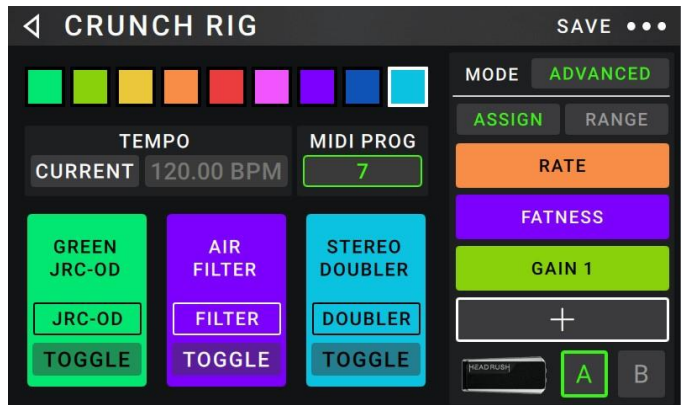 CRUNCH RIG
SAVE
MODE ADVANCED
ASSIGN RANGE
TEMPO
CURRENT 120.00 BPM
MIDI PROG
7
RATE
FATNESS
GAIN 1
GREEN
JRC-OD
JRC-OD
TOGGLE
AIR
FILTER
FILTER
TOGGLE
STEREO
DOUBLER
DOUBLER
TOGGLE
HEADRUSH
A
B